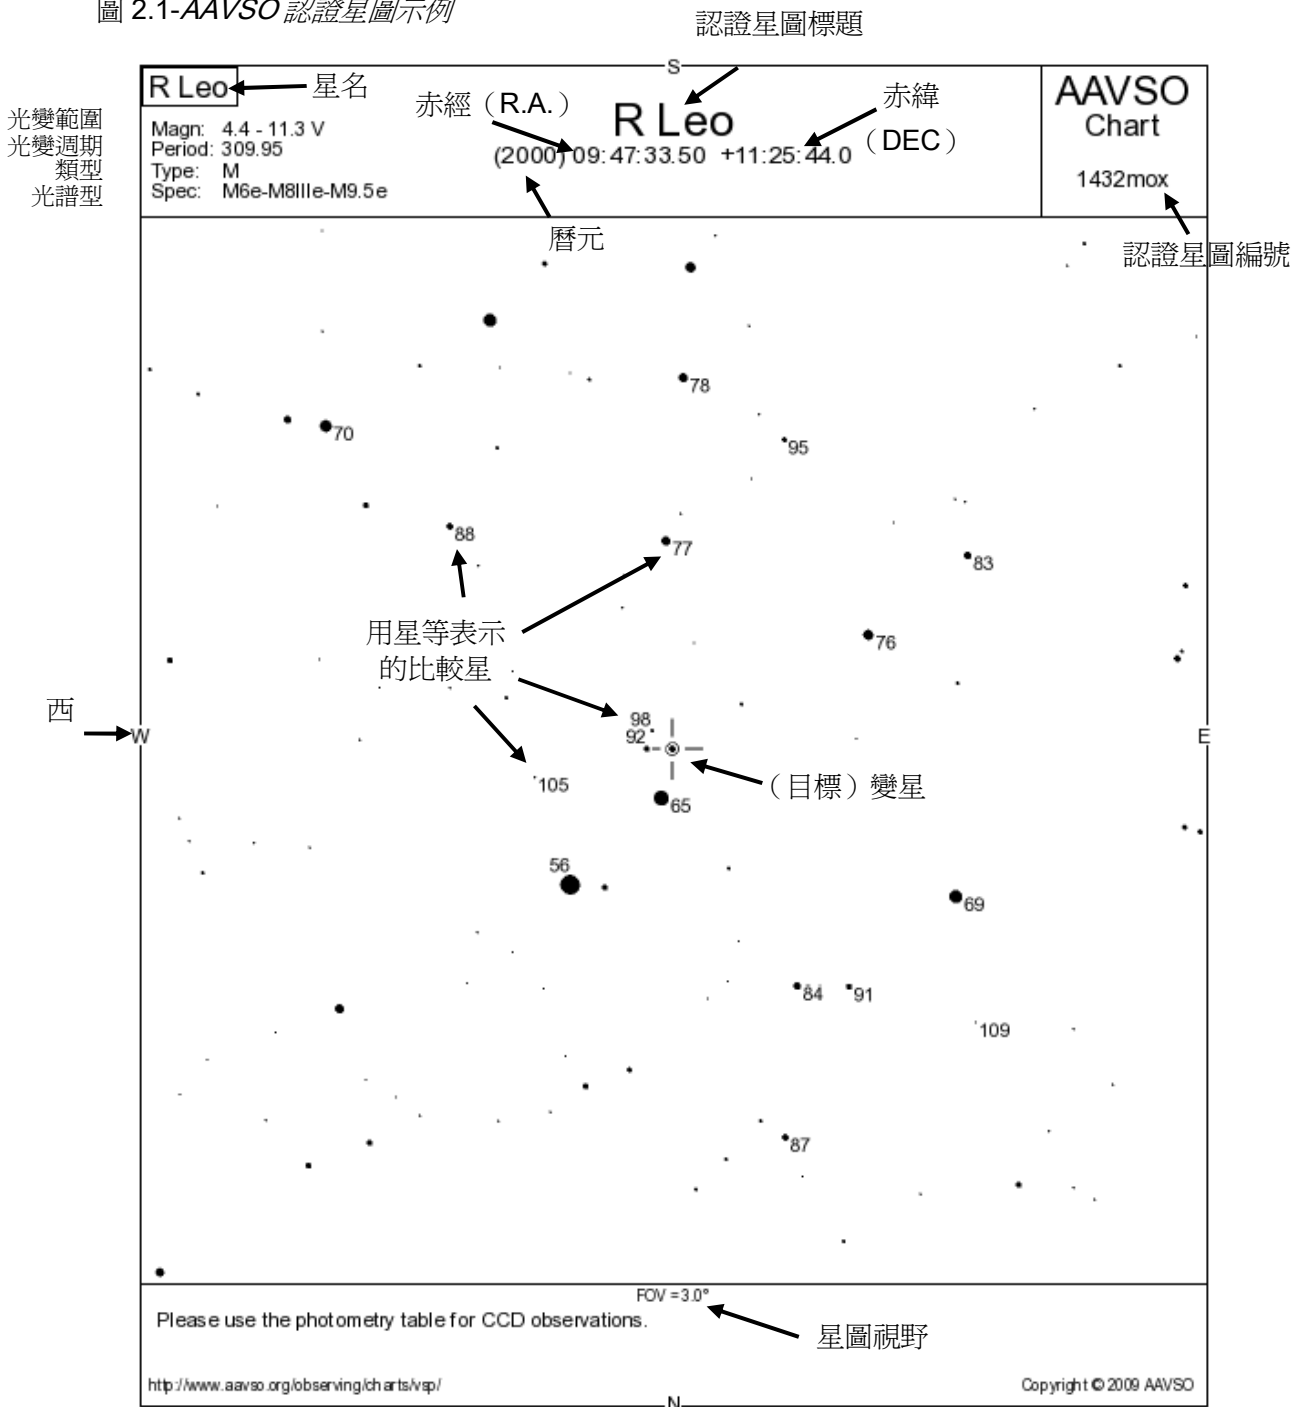 圖 2.1-AAVSO 認證星圖示例
認證星圖標題
S
R Leo
星名
赤經（R.A.）
R Leo
赤緯
（DEC）
AAVSO
Chart
1432mox
光變範圍
光變週期
類型
光譜型
Magn: 4.4 - 11.3 V
Period: 309.95
Type: M
Spec: M6e-M8IIIe-M9.5e
(2000) 09:47:33.50 +11:25:44.0
曆元
認證星圖編號
78
70
95
88
77
83
用星等表示
的比較星
76
西
W
98
92
E
105
（目標）變星
65
56
69
84
91
109
87
FOV = 3.0°
Please use the photometry table for CCD observations.
星圖視野
http://www.aavso.org/observing/charts/vsp/
Copyright © 2009 AAVSO
N